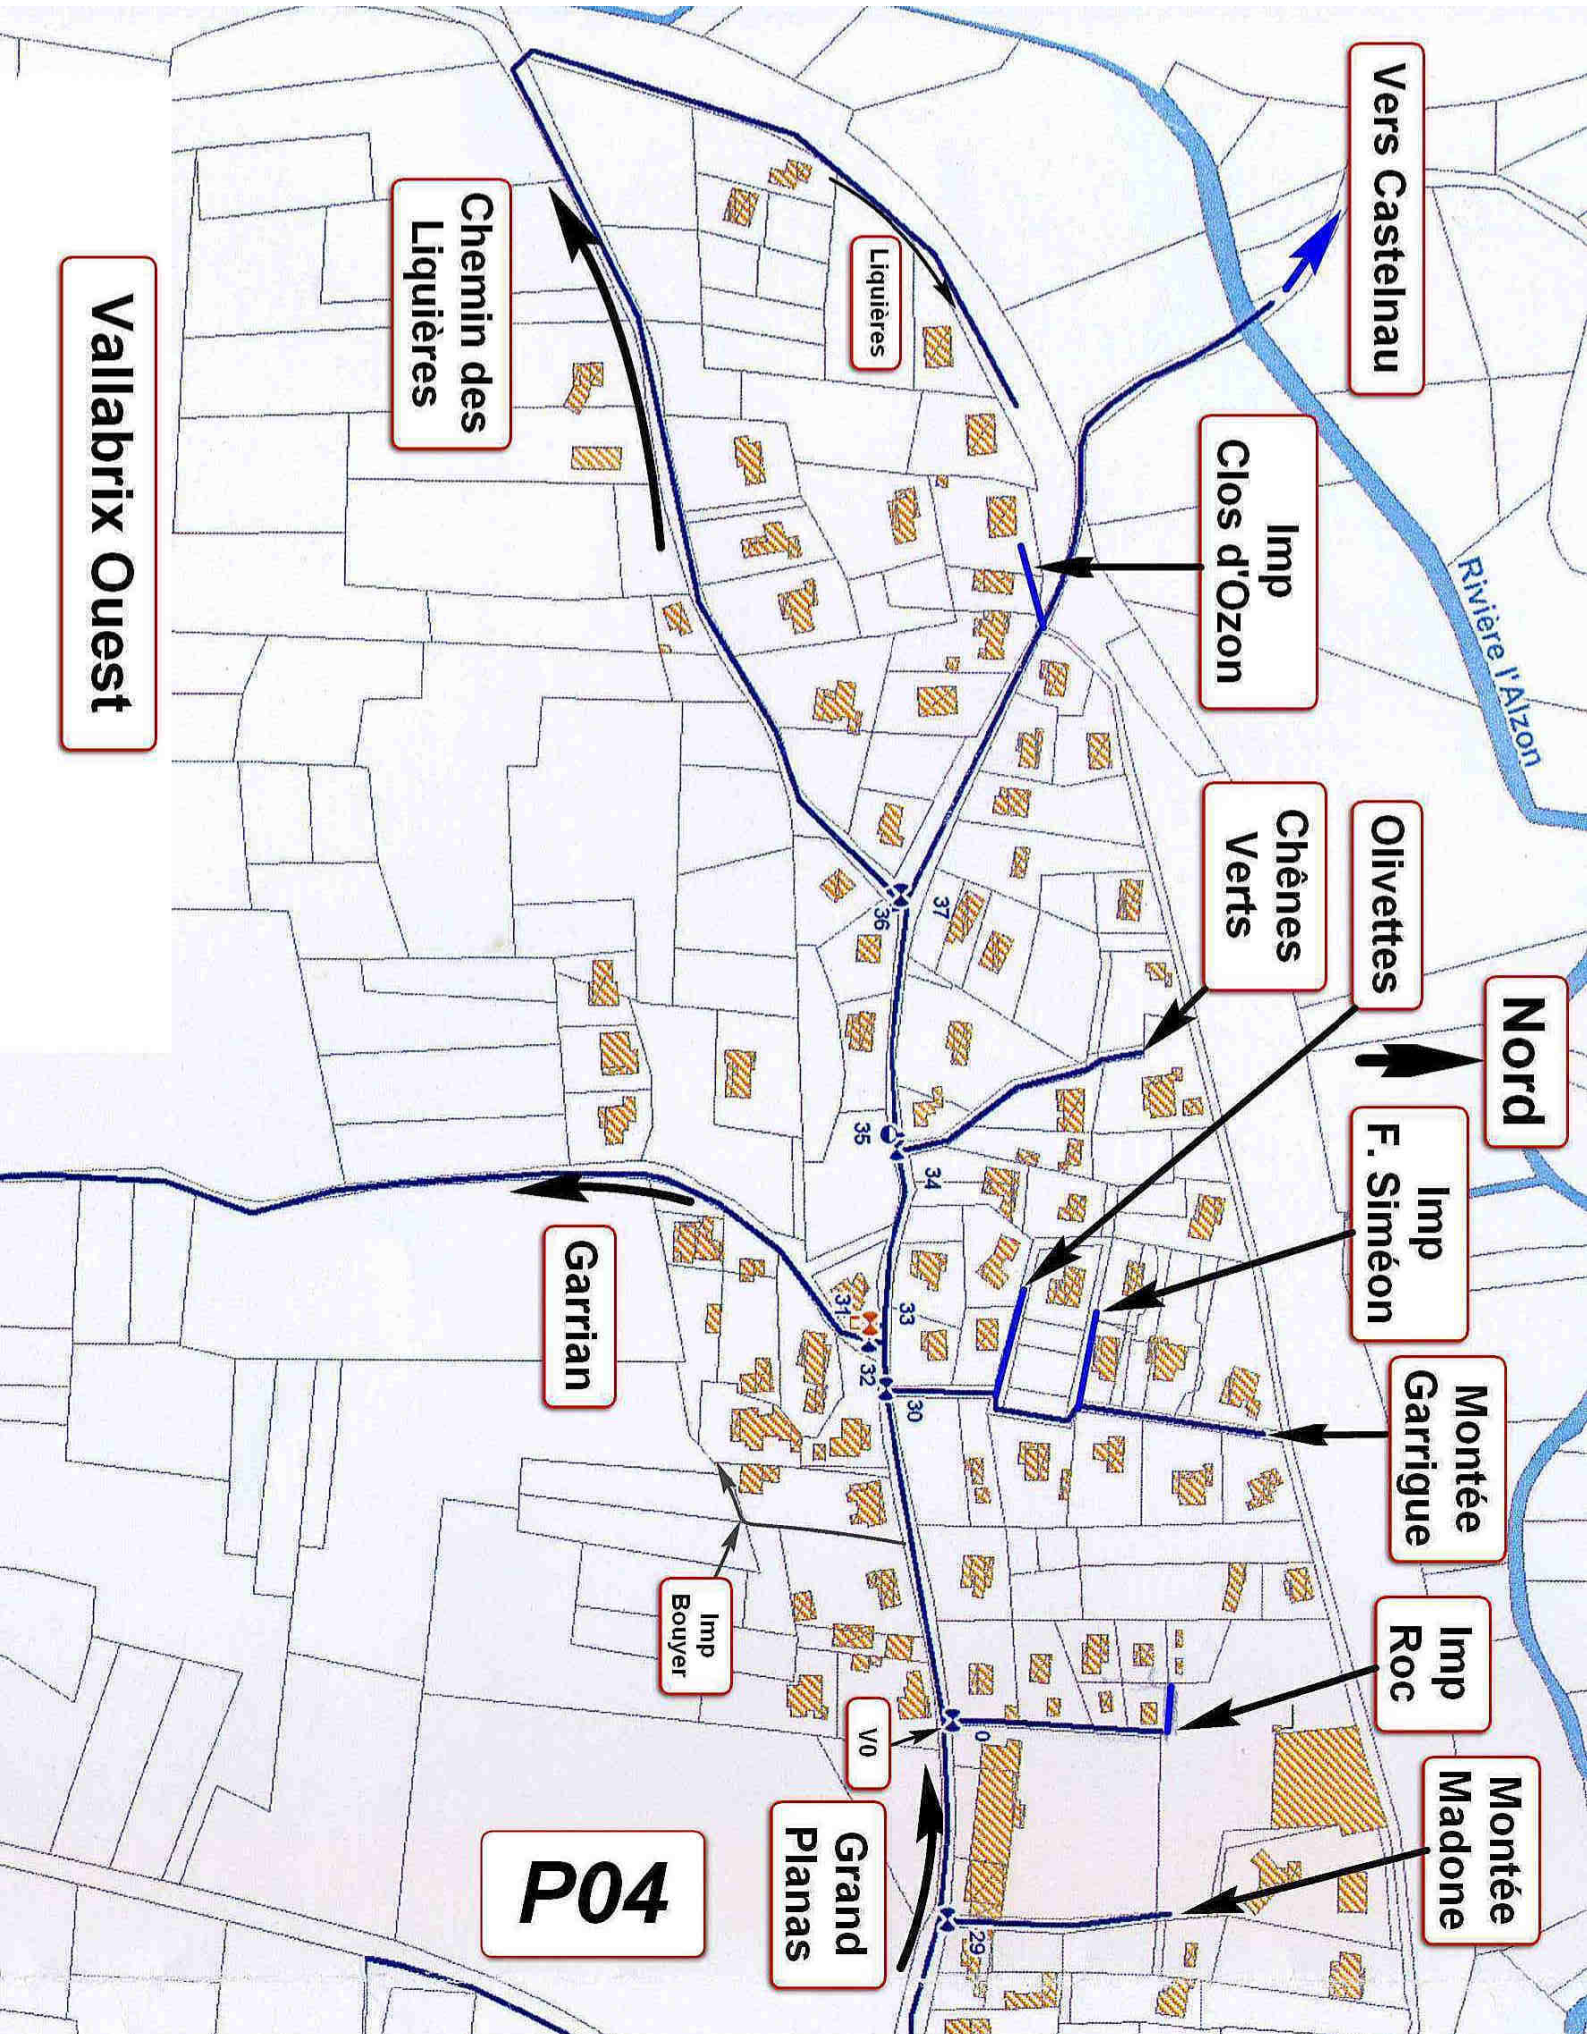 Nord
Rivière l'Alzon
Vers Castelnau
Olivettes
Imp
F. Siméon
Montée
Garrigue
Imp
Roc
Montée
Madone
Imp
Clos d'Ozon
Chênes
Verts
37
36
34
35
33
31
32
30
0
29
Liquières
V0
Grand
Planas
Imp
Bouyer
Garrian
P04
Chemin des
Liquières
Vallabrix Ouest